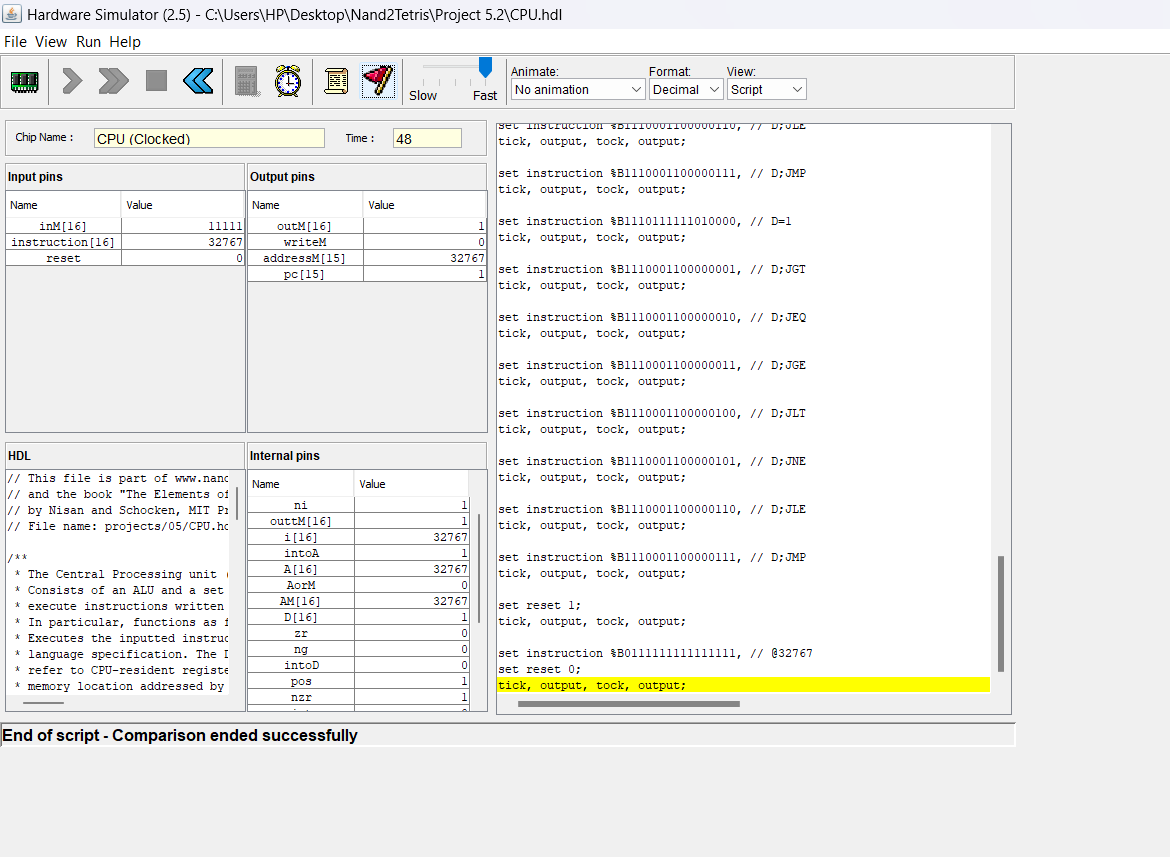 Hardware Simulator (2.5) - C:\Users\HP\Desktop\Nand2Tetris\Project 5.2\CPU.hdl
File View Run Help
Slow Fast
Animate: Format: View:
No animation Decimal Script
Chip Name : CPU (Clocked) Time : 48
Input pins
Name Value
inM[16] 11111
instruction[16] 32767
reset 0
Output pins
Name Value
outM[16] 1
writeM 0
addressM[15] 32767
pc[15] 1
HDL
// This file is part of www.nand
// and the book "The Elements of
// by Nisan and Schocken, MIT Pr
// File name: projects/05/CPU.hd
/**
* The Central Processing unit (
* Consists of an ALU and a set
* execute instructions written
* In particular, functions as f
* Executes the inputted instruc
* language specification. The D
* refer to CPU-resident registe
* memory location addressed by
Internal pins
Name Value
ni 1
outtM[16] 1
i[16] 32767
intoA 1
A[16] 32767
AorM 0
AM[16] 32767
D[16] 1
zr 0
ng 0
intoD 0
pos 1
nzr 1
set instruction %B1110001100000110, // D;JLE
tick, output, tock, output;
set instruction %B1110001100000111, // D;JMP
tick, output, tock, output;
set instruction %B1110111111010000, // D=1
tick, output, tock, output;
set instruction %B1110001100000001, // D;JGT
tick, output, tock, output;
set instruction %B1110001100000010, // D;JEQ
tick, output, tock, output;
set instruction %B1110001100000011, // D;JGE
tick, output, tock, output;
set instruction %B1110001100000100, // D;JLT
tick, output, tock, output;
set instruction %B1110001100000101, // D;JNE
tick, output, tock, output;
set instruction %B1110001100000110, // D;JLE
tick, output, tock, output;
set instruction %B1110001100000111, // D;JMP
tick, output, tock, output;
set reset 1;
tick, output, tock, output;
set instruction %B0111111111111111, // @32767
set reset 0;
tick, output, tock, output;
End of script - Comparison ended successfully